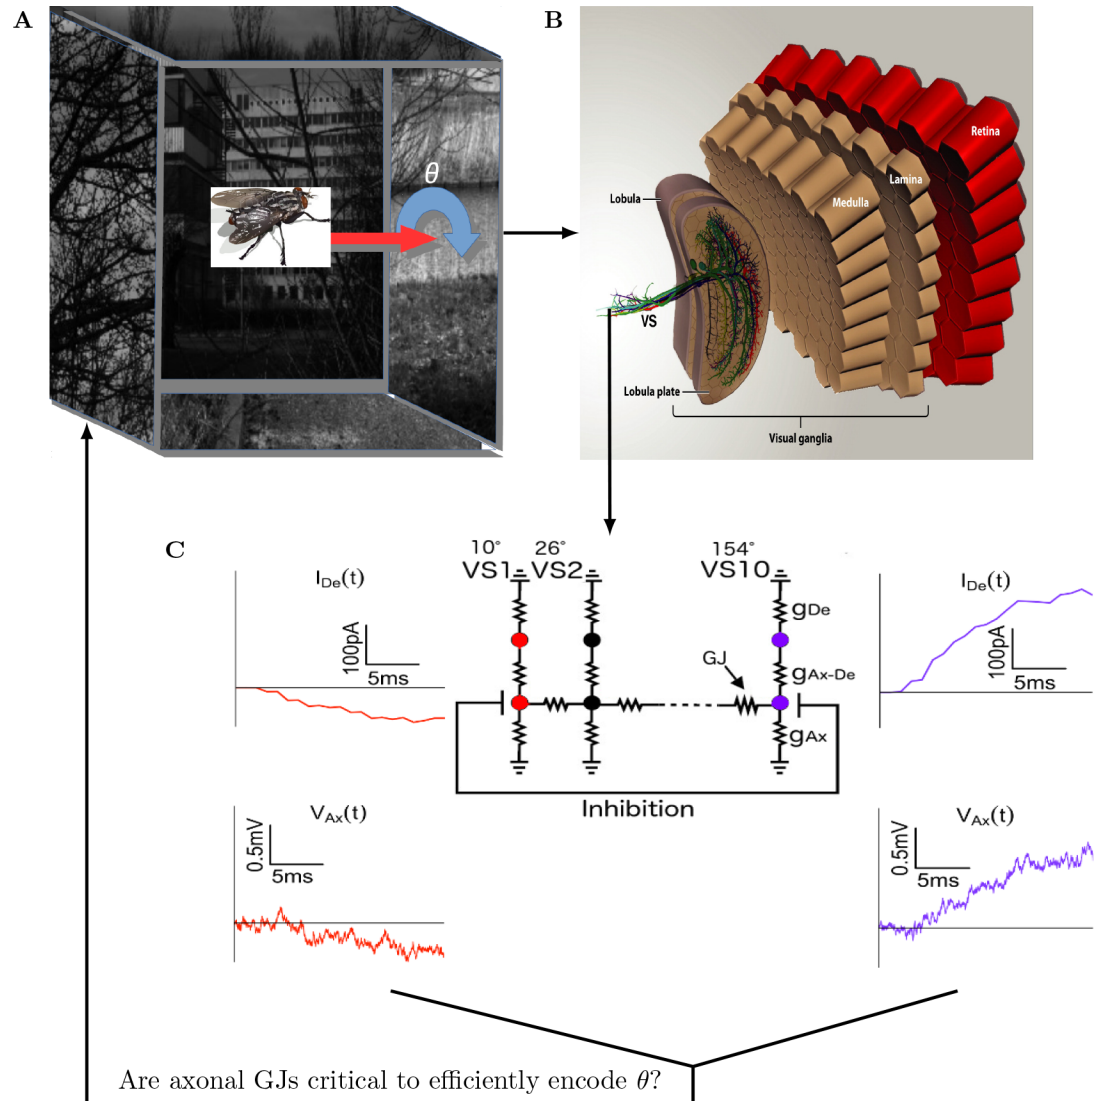 A
B
θ
Retina
Lamina
Medulla
Lobula
VS
Lobula plate
Visual ganglia
C
10° 26° 154°
VS1 VS2 VS10
I_De(t)
100pA
5ms
g_De
GJ
g_Ax-De
g_Ax
Inhibition
I_De(t)
100pA
5ms
V_Ax(t)
0.5mV
5ms
V_Ax(t)
0.5mV
5ms
Are axonal GJs critical to efficiently encode θ?